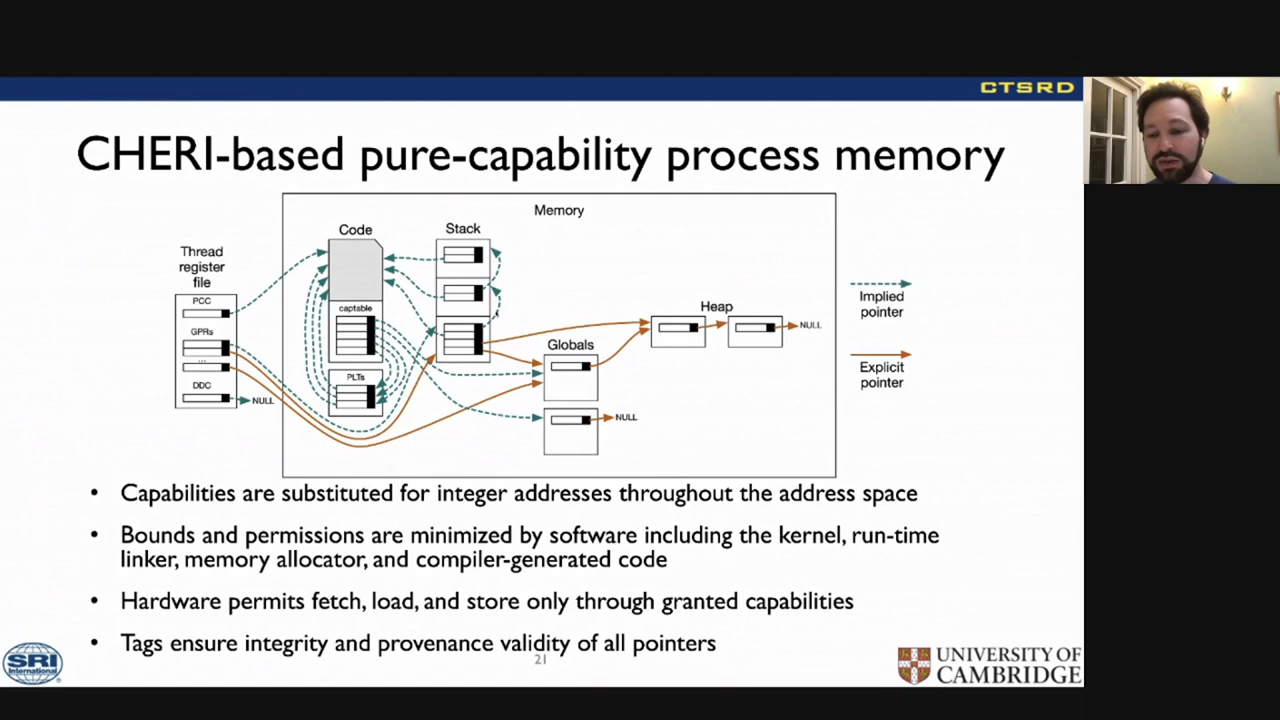 CTSRD
CHERI-based pure-capability process memory
Memory
Code
Stack
Thread
register
file
PCC
captable
Implied
pointer
Heap
GPRs
NULL
Globals
...
Explicit
pointer
PLTs
DDC
NULL
NULL
• Capabilities are substituted for integer addresses throughout the address space
• Bounds and permissions are minimized by software including the kernel, run-time
linker, memory allocator, and compiler-generated code
• Hardware permits fetch, load, and store only through granted capabilities
• Tags ensure integrity and provenance validity of all pointers
21
SRI
International
UNIVERSITY OF
CAMBRIDGE